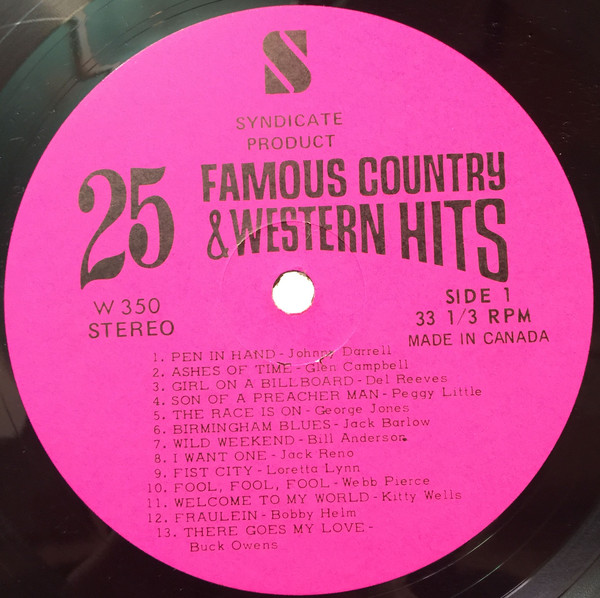 S
SYNDICATE
PRODUCT
25 FAMOUS COUNTRY
& WESTERN HITS
W 350
STEREO
SIDE 1
33 1/3 RPM
MADE IN CANADA
1. PEN IN HAND - Johnny Darrell
2. ASHES OF TIME - Glen Campbell
3. GIRL ON A BILLBOARD - Del Reeves
4. SON OF A PREACHER MAN - Peggy Little
5. THE RACE IS ON - George Jones
6. BIRMINGHAM BLUES - Jack Barlow
7. WILD WEEKEND - Bill Anderson
8. I WANT ONE - Jack Reno
9. FIST CITY - Loretta Lynn
10. FOOL, FOOL, FOOL - Webb Pierce
11. WELCOME TO MY WORLD - Kitty Wells
12. FRAULEIN - Bobby Helm
13. THERE GOES MY LOVE -
Buck Owens